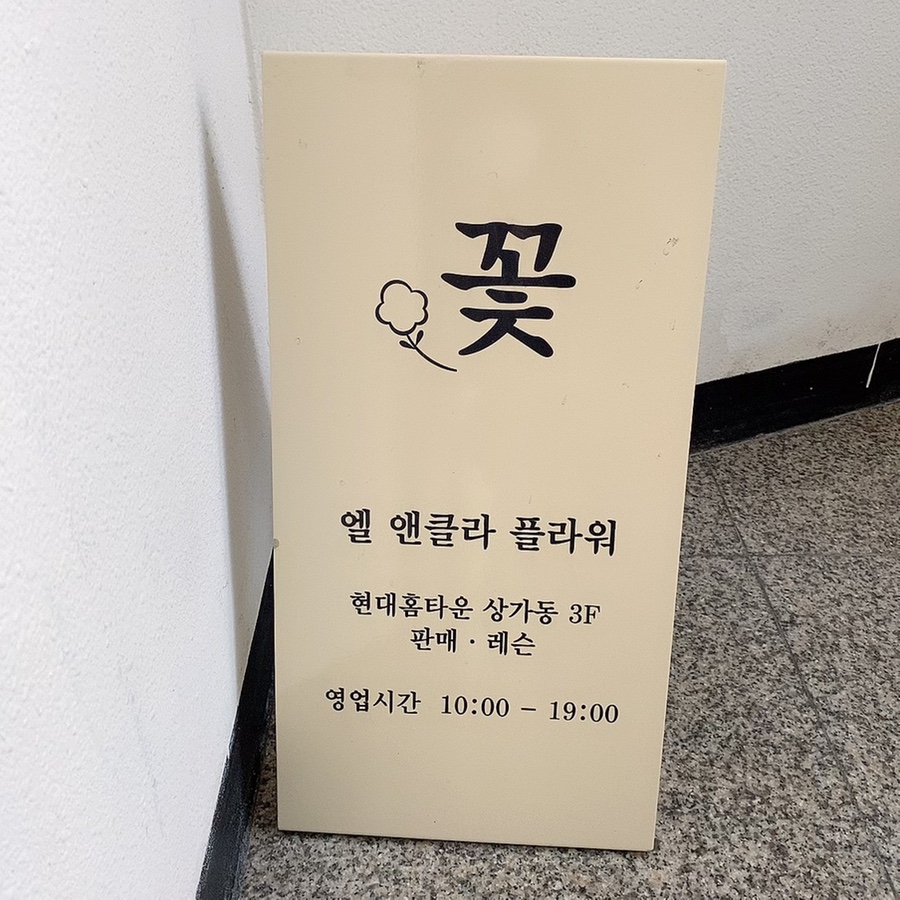 꽃
엘 앤클라 플라워
현대홈타운 상가동 3F
판매 · 레슨
영업시간 10:00 – 19:00